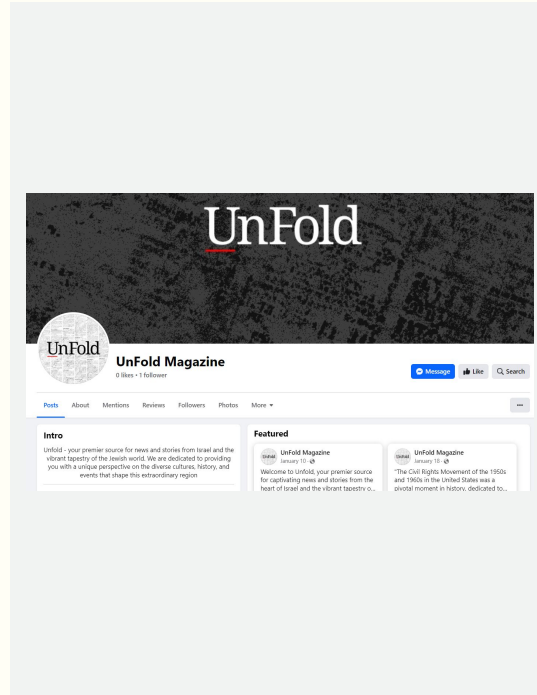 UnFold
UnFold
UnFold Magazine
0 likes • 1 follower
Message
Like
Search
Posts
About
Mentions
Reviews
Followers
Photos
More
Intro
Unfold - your premier source for news and stories from Israel and the
vibrant tapestry of the Jewish world. We are dedicated to providing
you with a unique perspective on the diverse cultures, history, and
events that shape this extraordinary region
Featured
UnFold
UnFold Magazine
January 10 ·
Welcome to Unfold, your premier source
for captivating news and stories from the
heart of Israel and the vibrant tapestry o...
UnFold
UnFold Magazine
January 18 ·
"The Civil Rights Movement of the 1950s
and 1960s in the United States was a
pivotal moment in history, dedicated to...